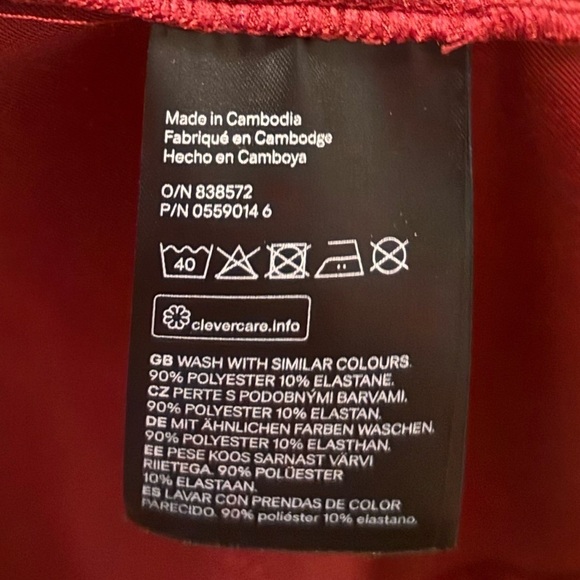 Made in Cambodia
Fabriqué en Cambodge
Hecho en Camboya
O/N 838572
P/N 0559014 6
40
clevercare.info
GB WASH WITH SIMILAR COLOURS.
90% POLYESTER 10% ELASTANE.
CZ PERTE S PODOBNÝMI BARVAMI.
90% POLYESTER 10% ELASTAN.
DE MIT ÄHNLICHEN FARBEN WASCHEN.
90% POLYESTER 10% ELASTHAN.
EE PESE KOOS SARNAST VÄRVI
RIIETEGA. 90% POLÜESTER
10% ELASTAAN.
ES LAVAR CON PRENDAS DE COLOR
PARECIDO. 90% poliéster 10% elastano.